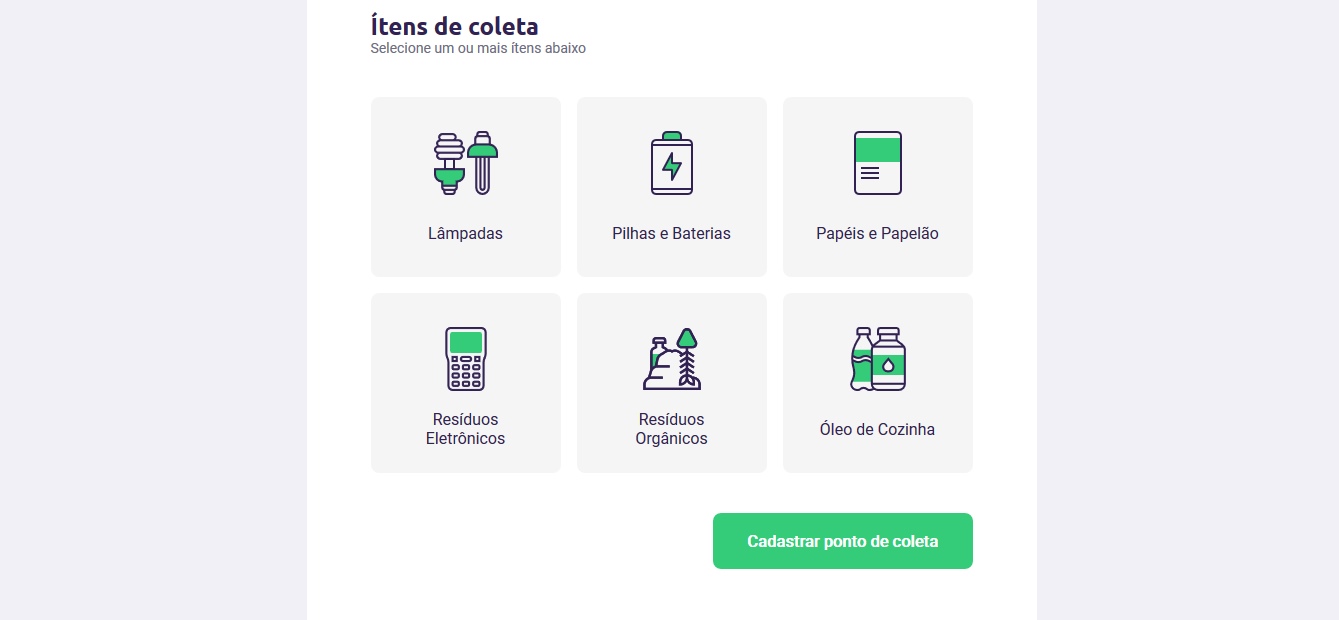 Ítens de coleta
Selecione um ou mais ítens abaixo
Lâmpadas
Pilhas e Baterias
Papéis e Papelão
Resíduos
Eletrônicos
Resíduos
Orgânicos
Óleo de Cozinha
Cadastrar ponto de coleta